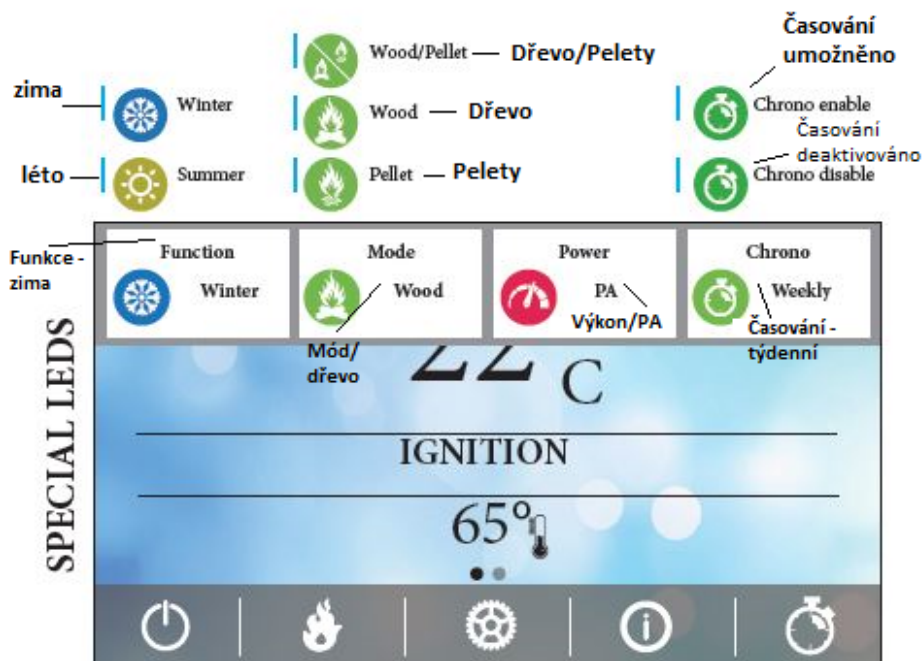 Časování
umožněno
Wood/Pellet Dřevo/Pelety
zima Winter
Wood Dřevo
Chrono enable
Časování
deaktivováno
léto Summer
Pellet Pelety
Chrono disable
Funkce -
zima
Function
Winter
Mode
Wood
Mód/
dřevo
Power
PA
Výkon/PA
Chrono
Weekly
Časování -
týdenní
SPECIAL LEDS
22 C
IGNITION
65°